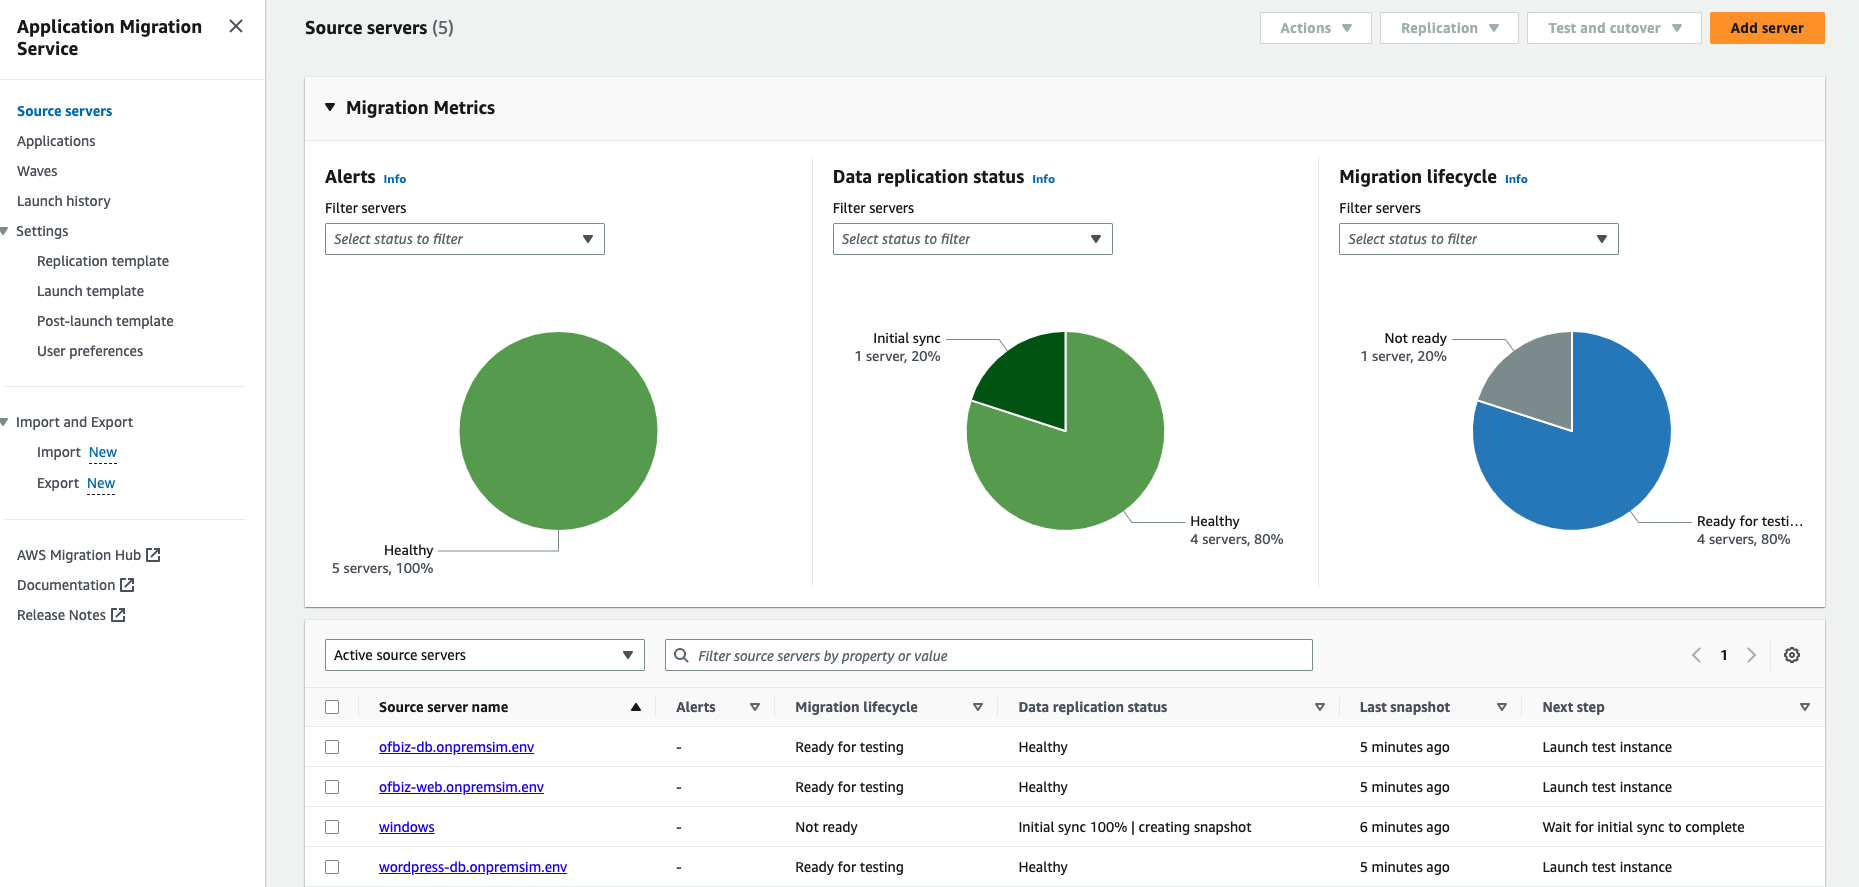 Application Migration
Service
Source servers
Applications
Waves
Launch history
Settings
Replication template
Launch template
Post-launch template
User preferences
Import and Export
Import New
Export New
AWS Migration Hub
Documentation
Release Notes
Source servers (5)
Actions
Replication
Test and cutover
Add server
Migration Metrics
Alerts Info
Filter servers
Select status to filter
Healthy
5 servers, 100%
Data replication status Info
Filter servers
Select status to filter
Initial sync
1 server, 20%
Healthy
4 servers, 80%
Migration lifecycle Info
Filter servers
Select status to filter
Not ready
1 server, 20%
Ready for testi…
4 servers, 80%
Active source servers
Filter source servers by property or value
1
Source server name Alerts Migration lifecycle Data replication status Last snapshot Next step
ofbiz-db.onpremsim.env - Ready for testing Healthy 5 minutes ago Launch test instance
ofbiz-web.onpremsim.env - Ready for testing Healthy 5 minutes ago Launch test instance
windows - Not ready Initial sync 100% | creating snapshot 6 minutes ago Wait for initial sync to complete
wordpress-db.onpremsim.env - Ready for testing Healthy 5 minutes ago Launch test instance